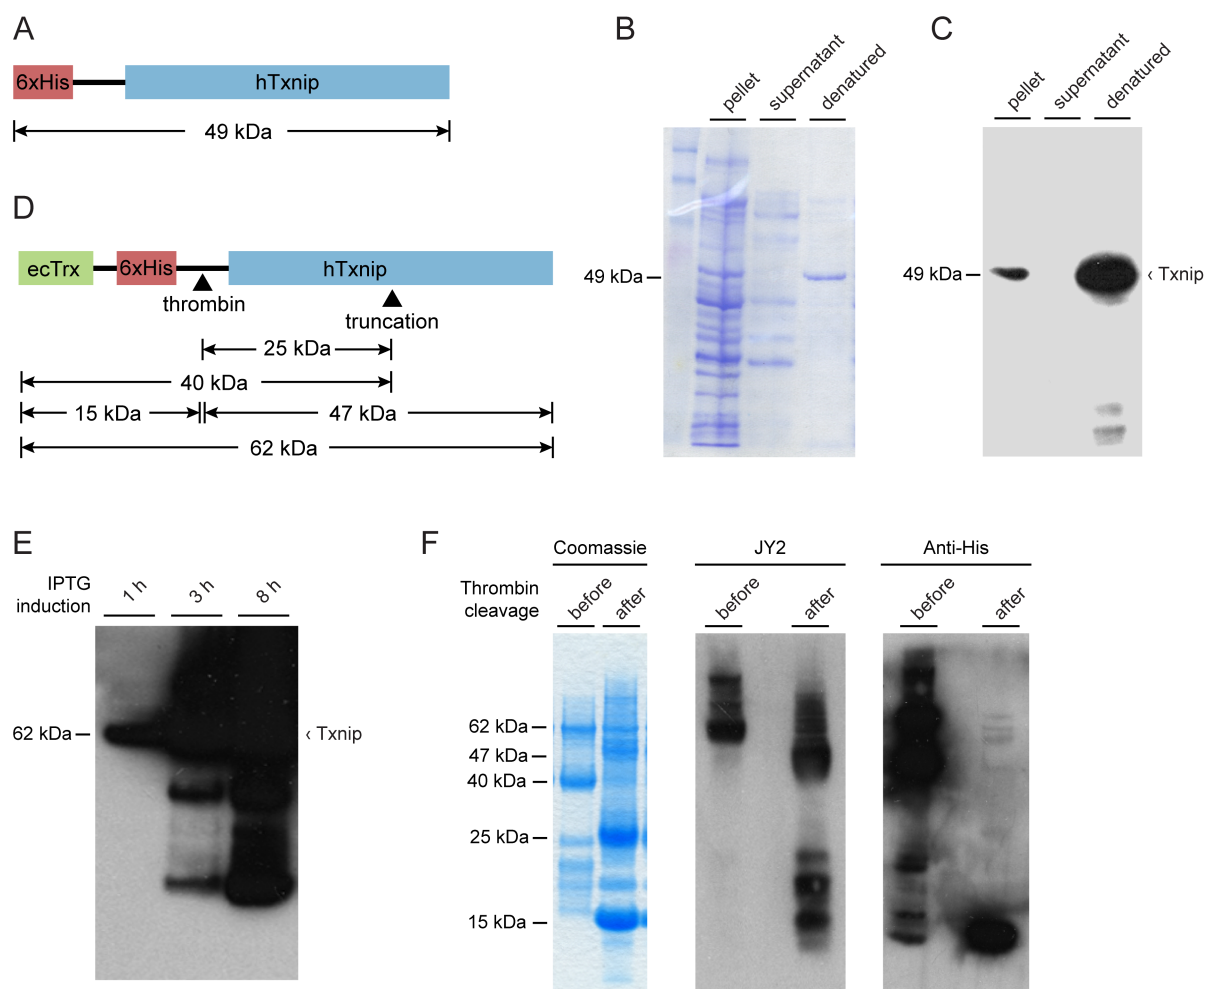 A
6xHis
hTxnip
49 kDa
B
pellet
supernatant
denatured
49 kDa
C
pellet
supernatant
denatured
49 kDa
‹ Txnip
D
ecTrx
6xHis
hTxnip
thrombin
truncation
25 kDa
40 kDa
15 kDa
47 kDa
62 kDa
E
IPTG
induction
1 h
3 h
8 h
62 kDa
‹ Txnip
F
Coomassie
JY2
Anti-His
Thrombin
cleavage
before
after
before
after
before
after
62 kDa
47 kDa
40 kDa
25 kDa
15 kDa